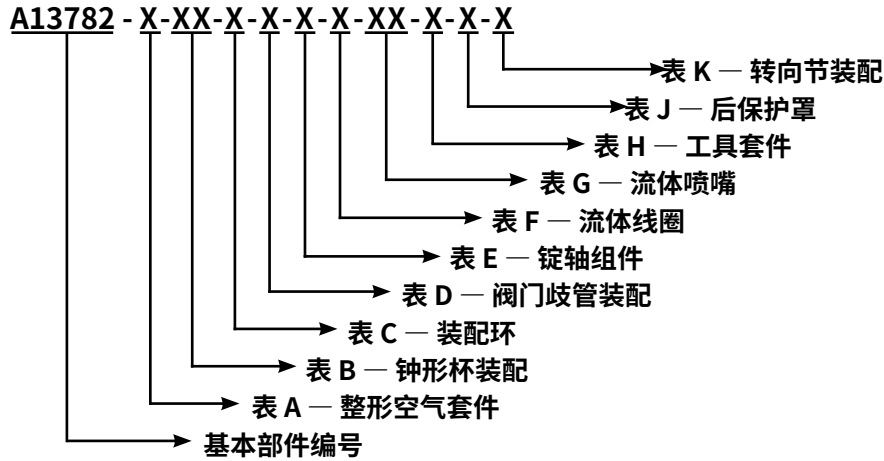 A13782 - X-XX-X-X-X-X-XX-X-X-X
表 K — 转向节装配
表 J — 后保护罩
表 H — 工具套件
表 G — 流体喷嘴
表 F — 流体线圈
表 E — 锭轴组件
表 D — 阀门歧管装配
表 C — 装配环
表 B — 钟形杯装配
表 A — 整形空气套件
基本部件编号